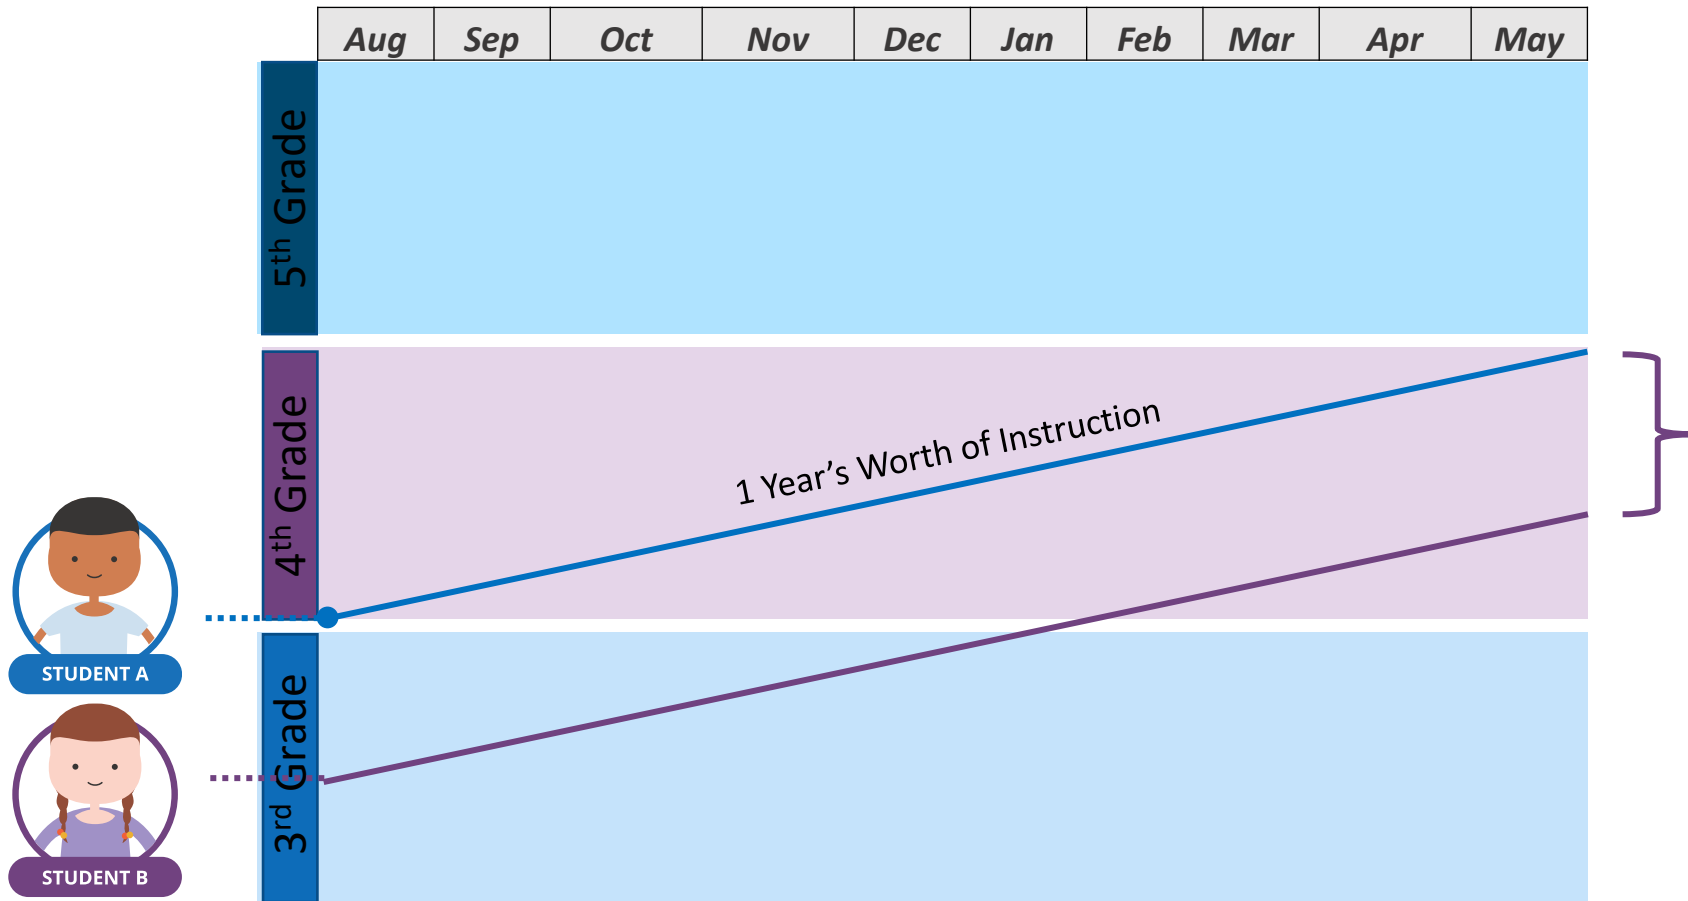 Aug Sep Oct Nov Dec Jan Feb Mar Apr May
5th Grade
4th Grade
1 Year’s Worth of Instruction
STUDENT A
3rd Grade
STUDENT B